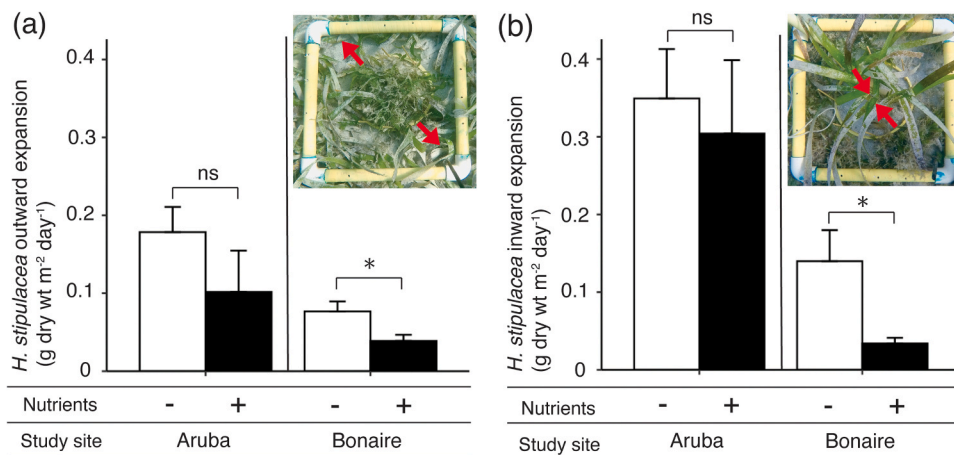 (a)
H. stipulacea outward expansion
(g dry wt m⁻² day⁻¹)
0.4
0.3
0.2
0.1
0
ns
*
Nutrients - + - +
Study site Aruba Bonaire
(b)
H. stipulacea inward expansion
(g dry wt m⁻² day⁻¹)
0.4
0.3
0.2
0.1
0
ns
*
Nutrients - + - +
Study site Aruba Bonaire